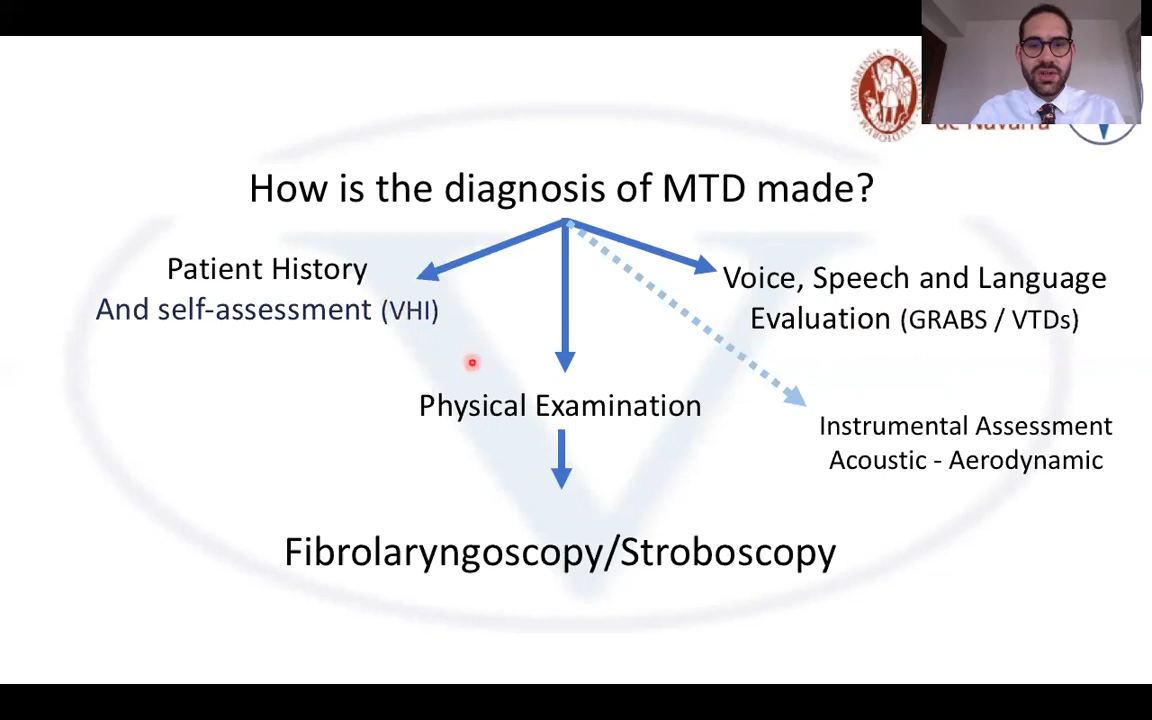 How is the diagnosis of MTD made?
Patient History
And self-assessment (VHI)
Voice, Speech and Language
Evaluation (GRABS / VTDs)
Physical Examination
Instrumental Assessment
Acoustic - Aerodynamic
Fibrolaryngoscopy/Stroboscopy
de Navarra